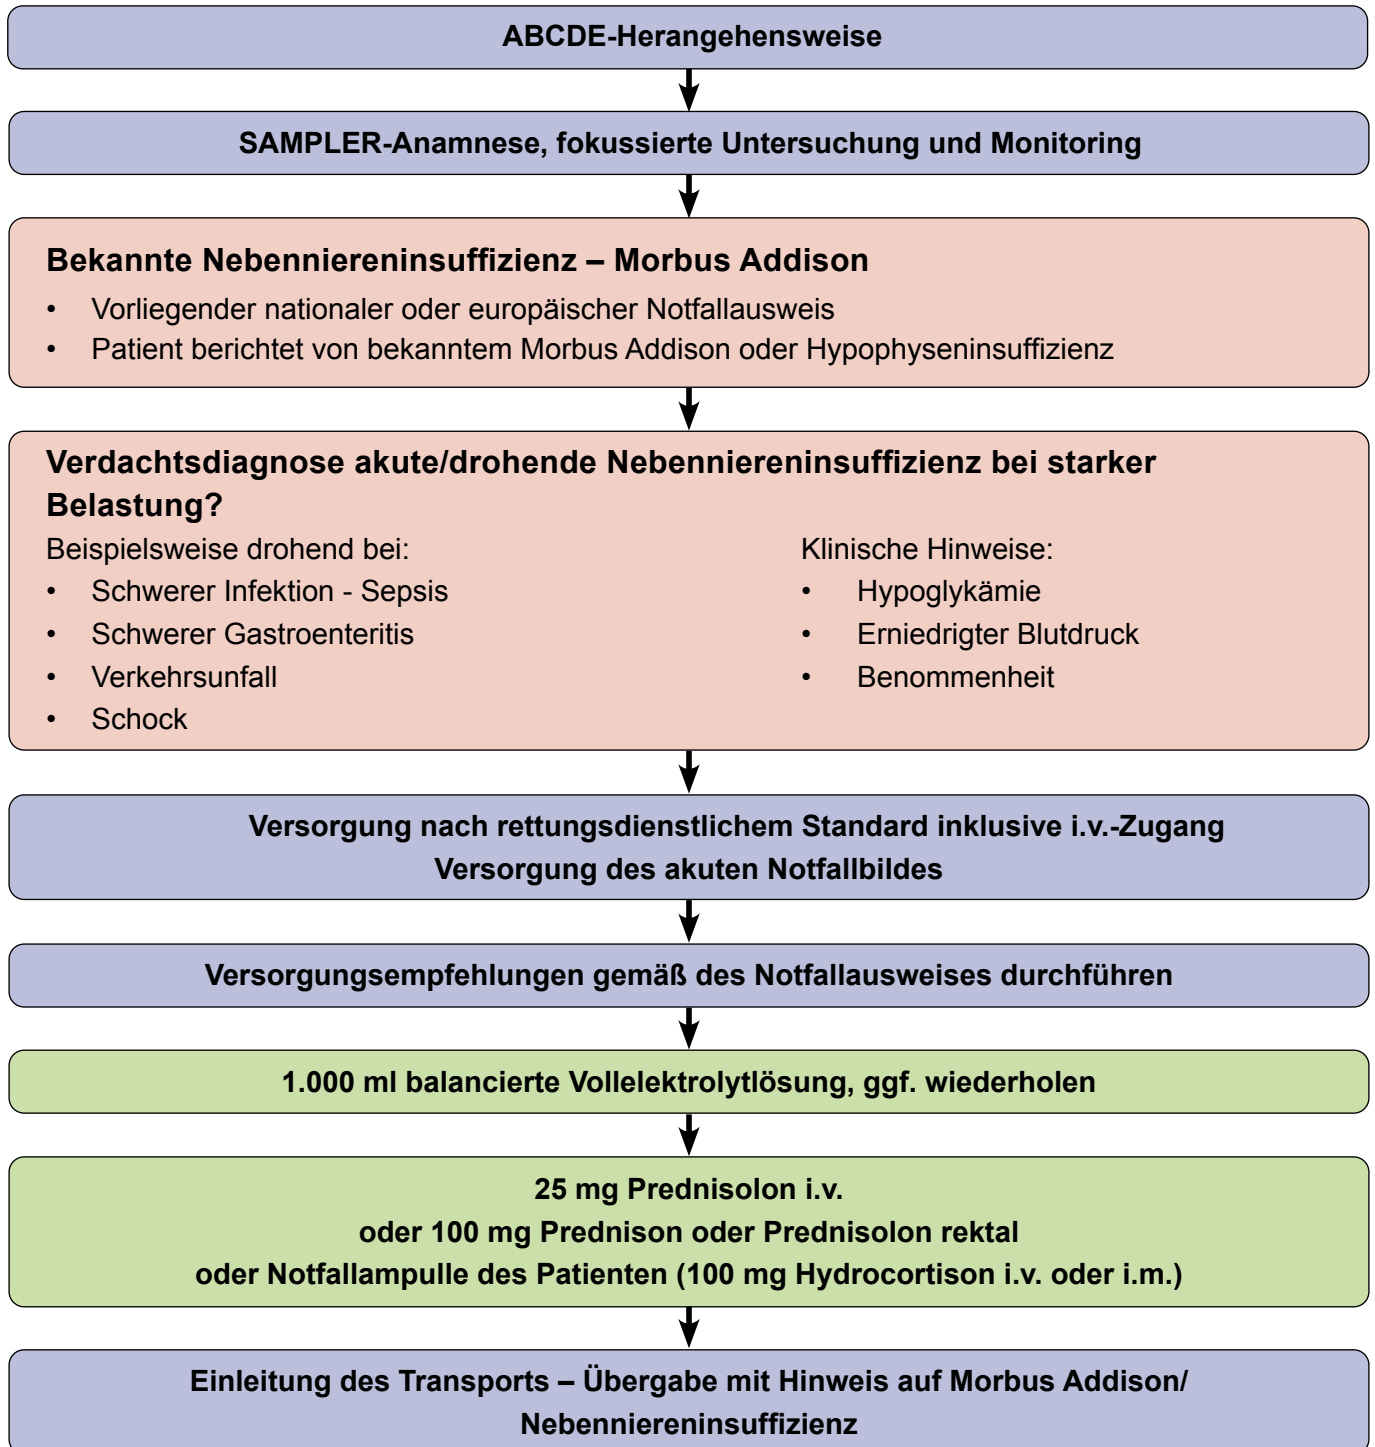 ABCDE-Herangehensweise
SAMPLER-Anamnese, fokussierte Untersuchung und Monitoring
Bekannte Nebenniereninsuffizienz – Morbus Addison
• Vorliegender nationaler oder europäischer Notfallausweis
• Patient berichtet von bekanntem Morbus Addison oder Hypophyseninsuffizienz
Verdachtsdiagnose akute/drohende Nebenniereninsuffizienz bei starker
Belastung?
Beispielsweise drohend bei:
• Schwerer Infektion - Sepsis
• Schwerer Gastroenteritis
• Verkehrsunfall
• Schock
Klinische Hinweise:
• Hypoglykämie
• Erniedrigter Blutdruck
• Benommenheit
Versorgung nach rettungsdienstlichem Standard inklusive i.v.-Zugang
Versorgung des akuten Notfallbildes
Versorgungsempfehlungen gemäß des Notfallausweises durchführen
1.000 ml balancierte Vollelektrolytlösung, ggf. wiederholen
25 mg Prednisolon i.v.
oder 100 mg Prednison oder Prednisolon rektal
oder Notfallampulle des Patienten (100 mg Hydrocortison i.v. oder i.m.)
Einleitung des Transports – Übergabe mit Hinweis auf Morbus Addison/
Nebenniereninsuffizienz